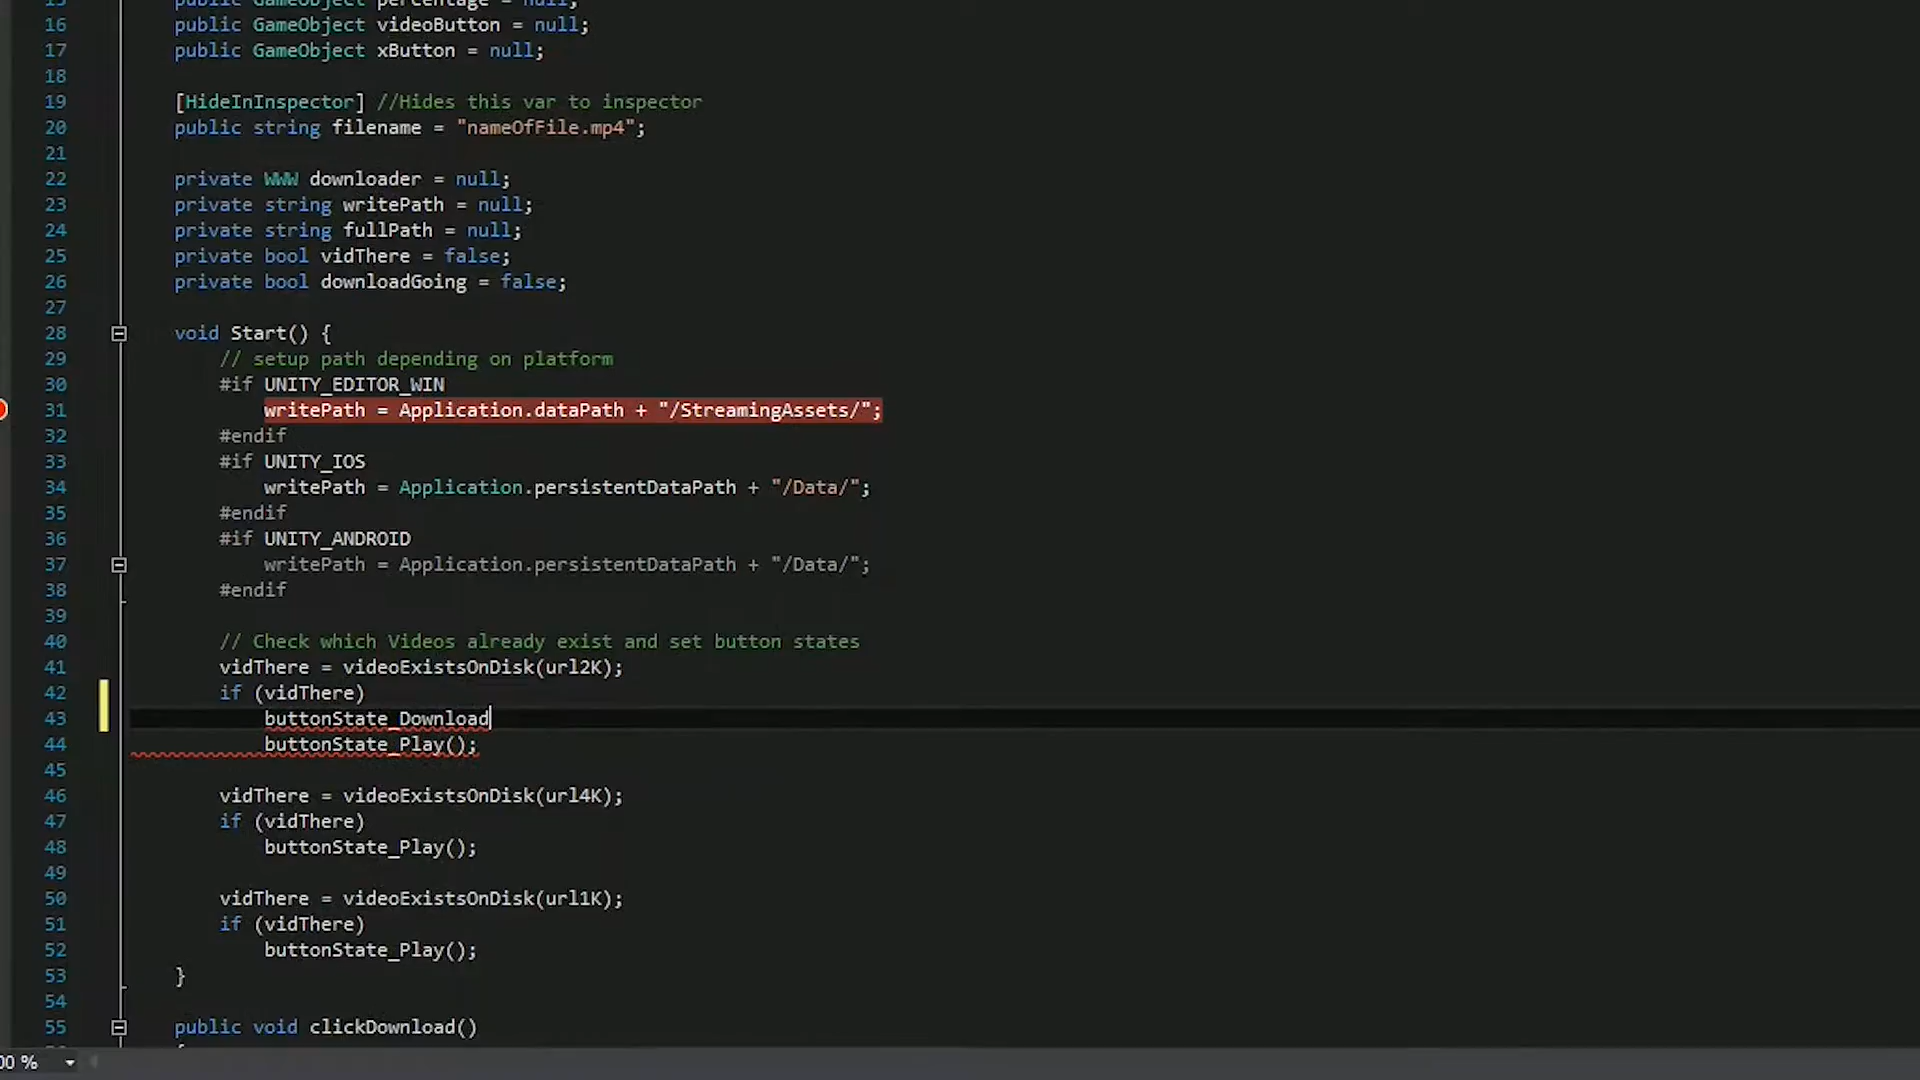 15 public GameObject percentage = null;
16 public GameObject videoButton = null;
17 public GameObject xButton = null;
18
19 [HideInInspector] //Hides this var to inspector
20 public string filename = "nameOfFile.mp4";
21
22 private WWW downloader = null;
23 private string writePath = null;
24 private string fullPath = null;
25 private bool vidThere = false;
26 private bool downloadGoing = false;
27
28 void Start() {
29 // setup path depending on platform
30 #if UNITY_EDITOR_WIN
31 writePath = Application.dataPath + "/StreamingAssets/";
32 #endif
33 #if UNITY_IOS
34 writePath = Application.persistentDataPath + "/Data/";
35 #endif
36 #if UNITY_ANDROID
37 writePath = Application.persistentDataPath + "/Data/";
38 #endif
39
40 // Check which Videos already exist and set button states
41 vidThere = videoExistsOnDisk(url2K);
42 if (vidThere)
43 buttonState_Download
44 buttonState_Play();
45
46 vidThere = videoExistsOnDisk(url4K);
47 if (vidThere)
48 buttonState_Play();
49
50 vidThere = videoExistsOnDisk(url1K);
51 if (vidThere)
52 buttonState_Play();
53 }
54
55 public void clickDownload()
00 %